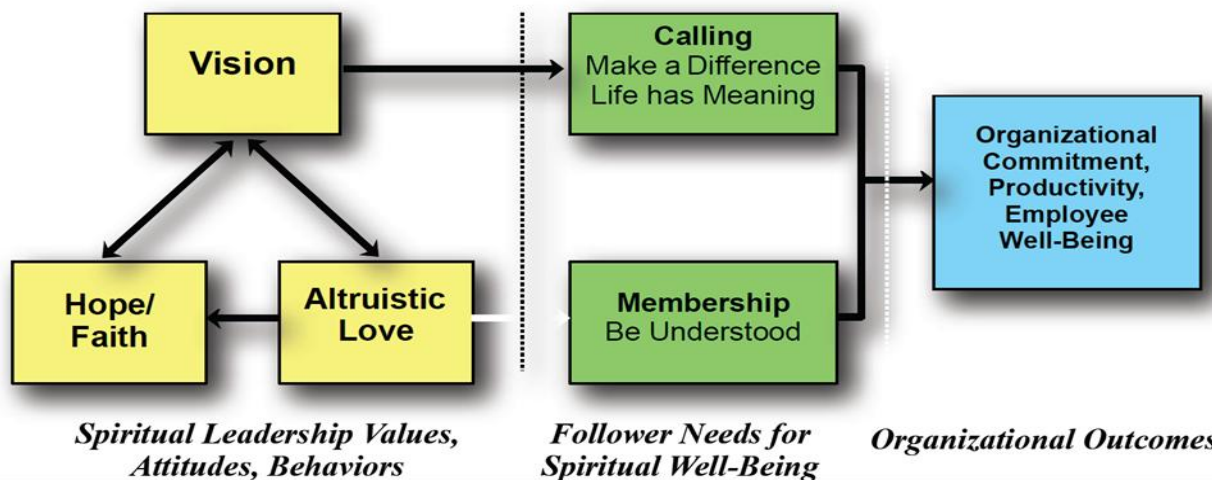 Vision
Calling
Make a Difference
Life has Meaning
Organizational
Commitment,
Productivity,
Employee
Well-Being
Hope/
Faith
Altruistic
Love
Membership
Be Understood
Spiritual Leadership Values,
Attitudes, Behaviors
Follower Needs for
Spiritual Well-Being
Organizational Outcomes